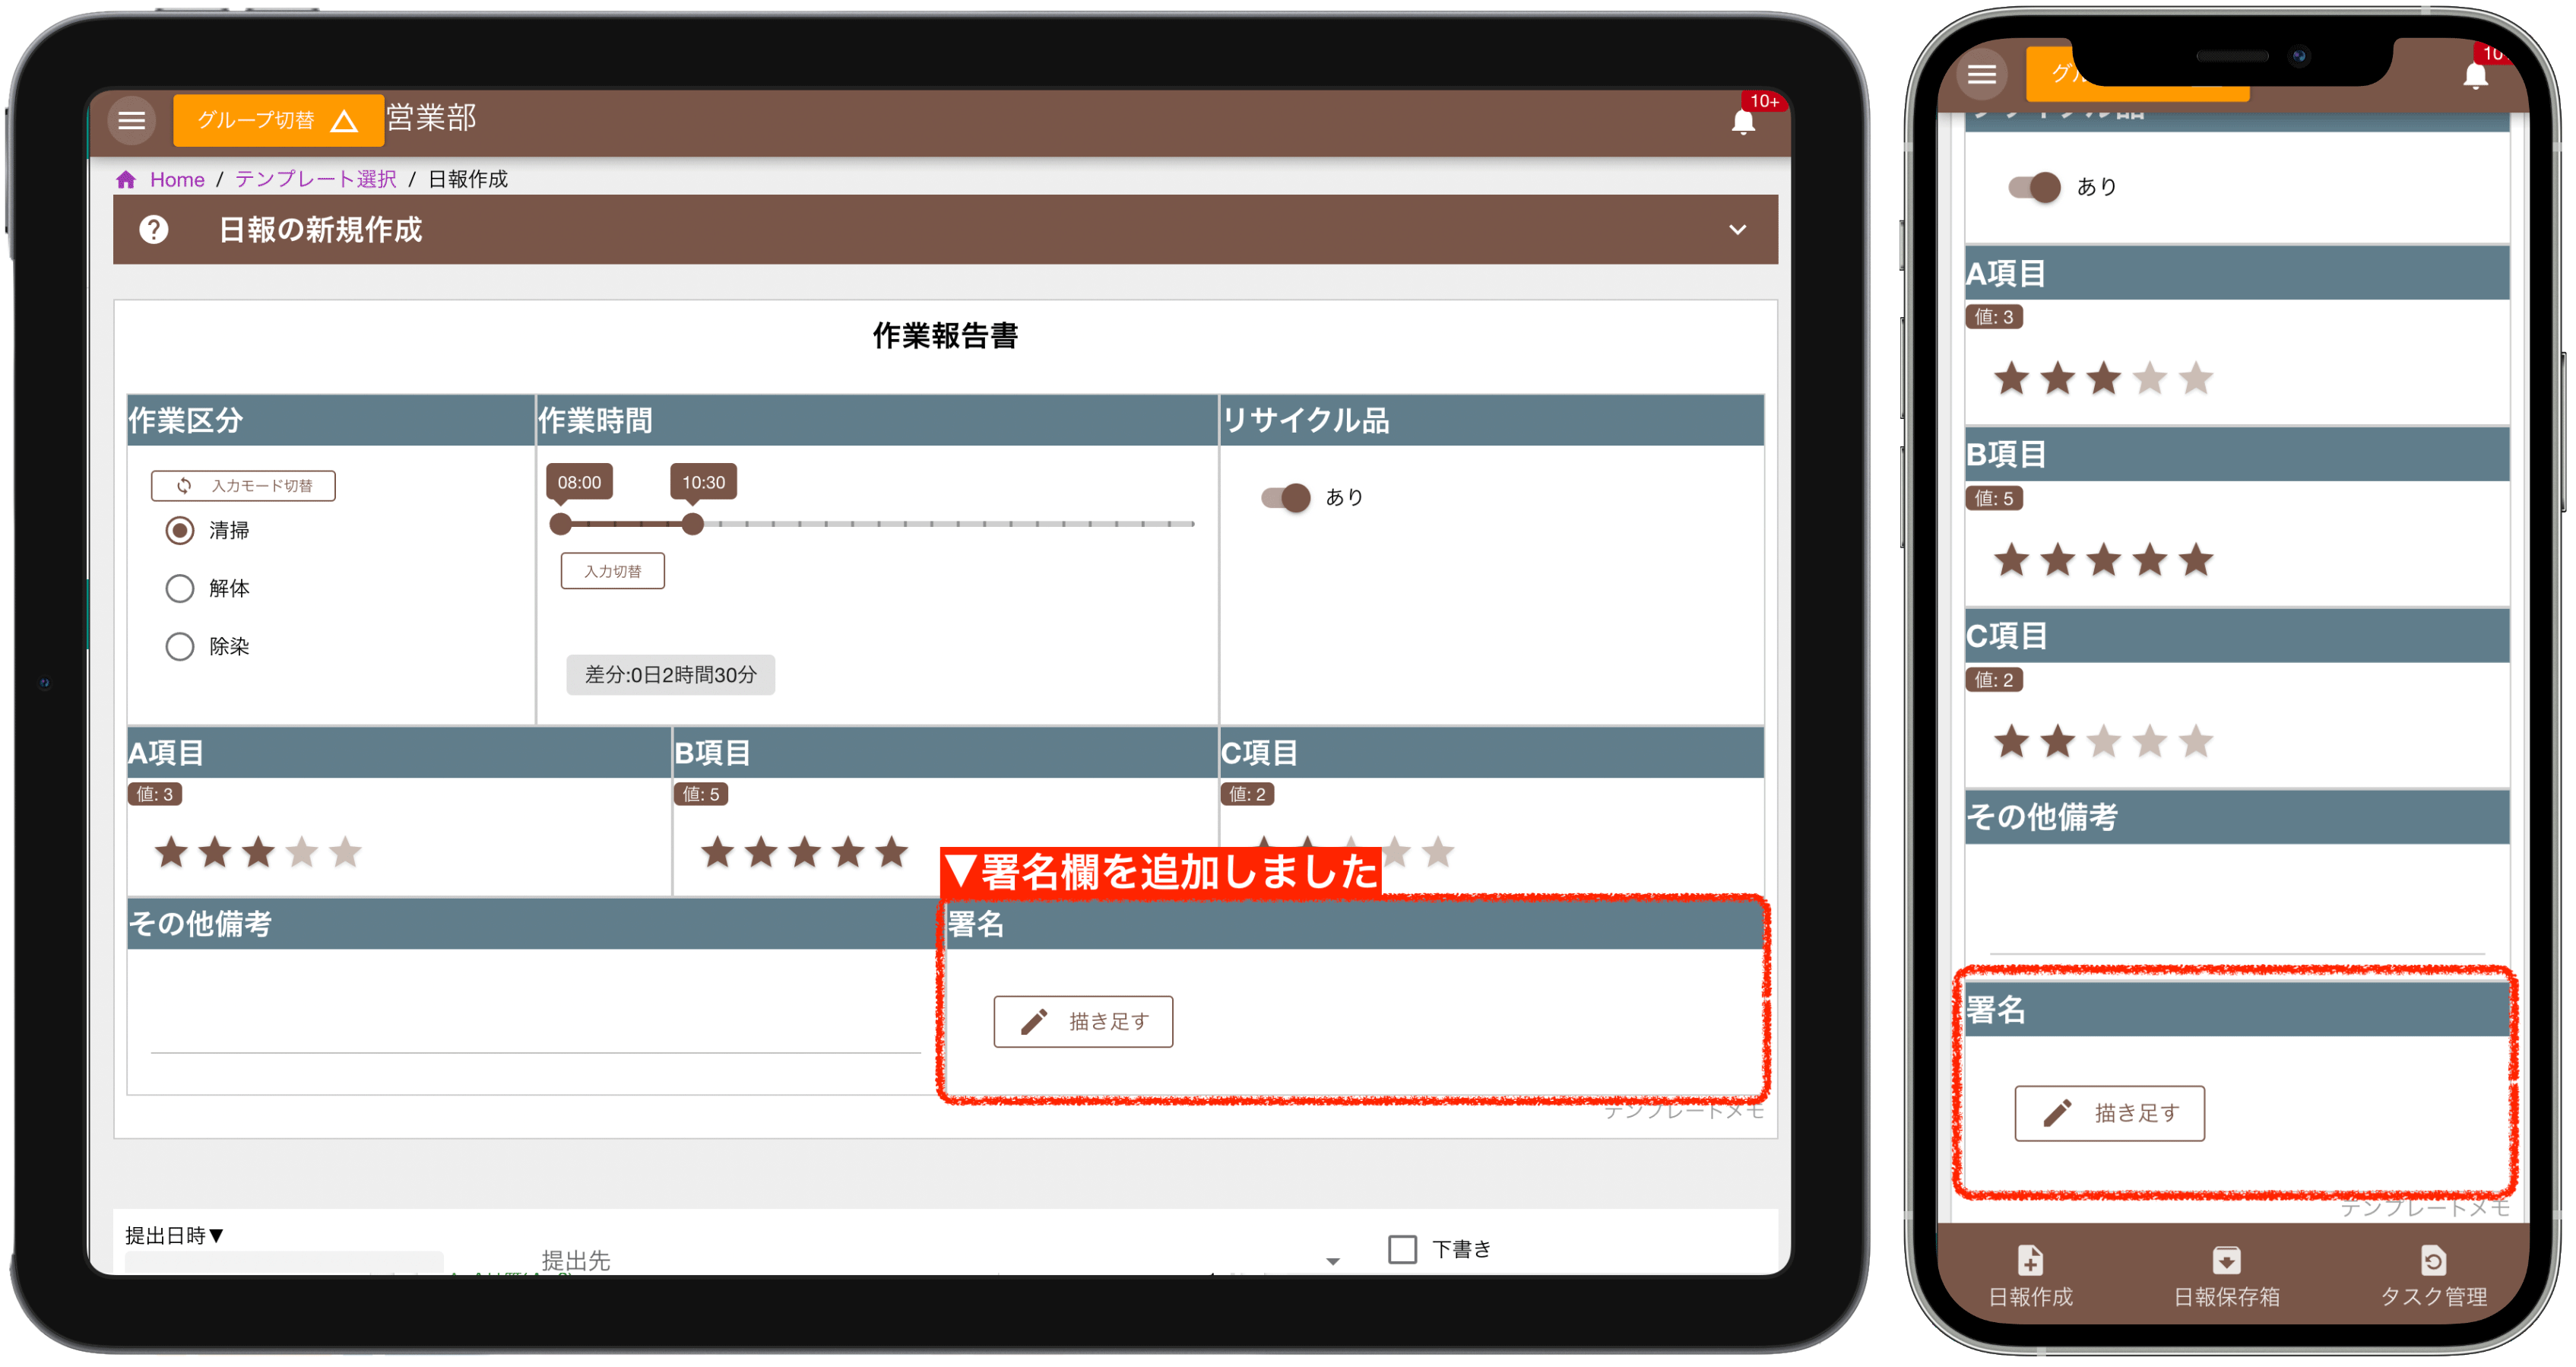 グループ切替
営業部
10+
Home / テンプレート選択 / 日報作成
日報の新規作成
作業報告書
作業区分
作業時間
リサイクル品
入力モード切替
清掃
解体
除染
08:00
10:30
入力切替
差分:0日2時間30分
あり
A項目
B項目
C項目
値: 3
値: 5
値: 2
▼署名欄を追加しました
その他備考
署名
描き足す
テンプレートメモ
提出日時▼
提出先
下書き
10
あり
A項目
値: 3
B項目
値: 5
C項目
値: 2
その他備考
署名
描き足す
テンプレートメモ
日報作成
日報保存箱
タスク管理